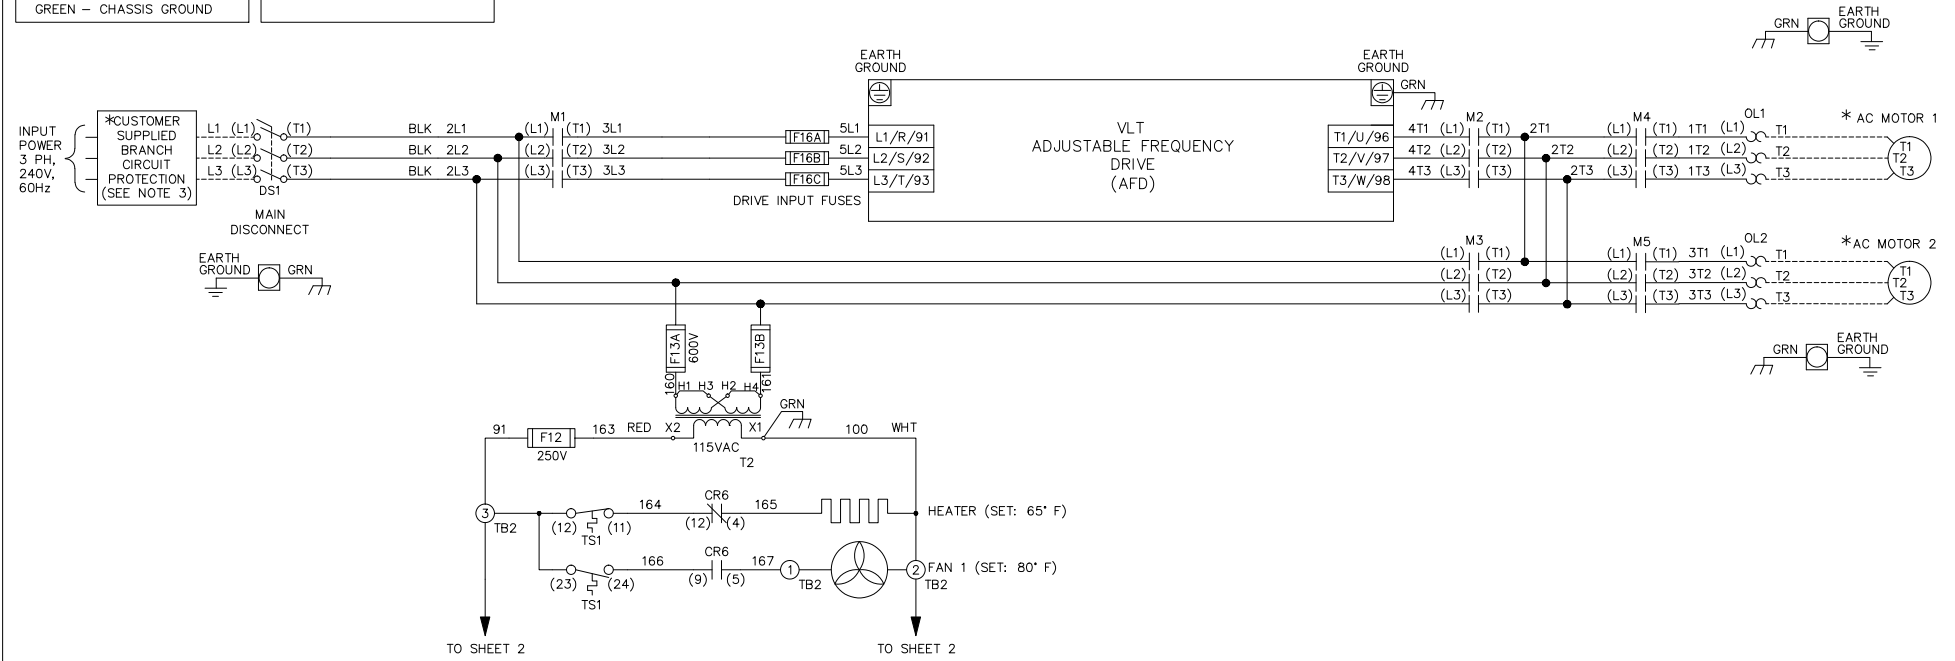 GREEN – CHASSIS GROUND
GRN
EARTH
GROUND
EARTH
GROUND
EARTH
GROUND
GRN
INPUT
POWER
3 PH,
240V,
60Hz
*CUSTOMER
SUPPLIED
BRANCH
CIRCUIT
PROTECTION
(SEE NOTE 3)
L1 (L1) (T1) BLK 2L1 (L1) M1 (T1) 3L1 F16A 5L1 L1/R/91
L2 (L2) (T2) BLK 2L2 (L2) (T2) 3L2 F16B 5L2 L2/S/92
L3 (L3) (T3) BLK 2L3 (L3) (T3) 3L3 F16C 5L3 L3/T/93
DS1
MAIN
DISCONNECT
DRIVE INPUT FUSES
VLT
ADJUSTABLE FREQUENCY
DRIVE
(AFD)
M2 M4 OL1 * AC MOTOR 1
T1/U/96 4T1 (L1) (T1) 2T1 (L1) (T1) 1T1 (L1) T1 T1
T2/V/97 4T2 (L2) (T2) 2T2 (L2) (T2) 1T2 (L2) T2 T2
T3/W/98 4T3 (L3) (T3) 2T3 (L3) (T3) 1T3 (L3) T3 T3
EARTH
GROUND GRN
M3 M5 OL2 *AC MOTOR 2
(L1) (T1) (L1) (T1) 3T1 (L1) T1 T1
(L2) (T2) (L2) (T2) 3T2 (L2) T2 T2
(L3) (T3) (L3) (T3) 3T3 (L3) T3 T3
GRN
EARTH
GROUND
F13A
600V
F13B
160
161
H1 H3 H2 H4
GRN
91 F12 163 RED X2 X1 100 WHT
250V
115VAC
T2
3 TB2 (12) (11) 164 CR6 (12) (4) 165 HEATER (SET: 65° F)
TS1
(23) (24) 166 CR6 (9) (5) 167 1 TB2 2 TB2 FAN 1 (SET: 80° F)
TS1
TO SHEET 2
TO SHEET 2